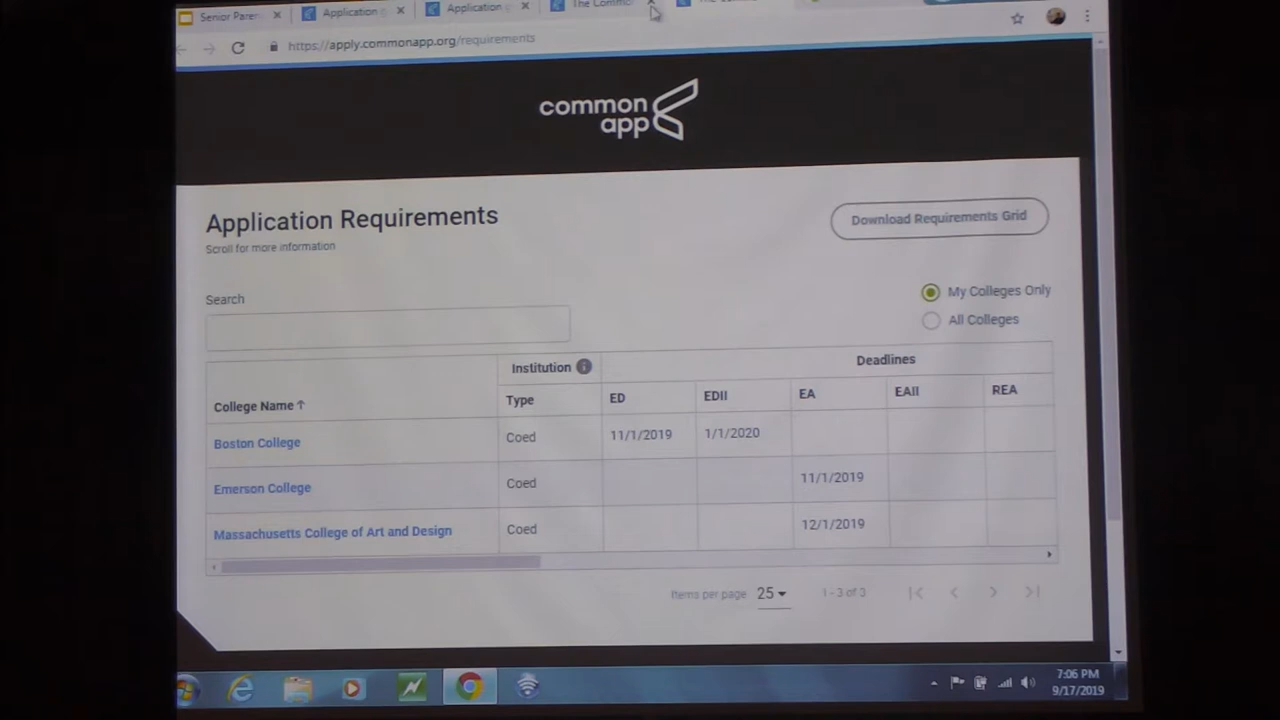 Senior Parent
Application
Application
The Commo
https://apply.commonapp.org/requirements
common
app
Application Requirements
Download Requirements Grid
Scroll for more information
Search
My Colleges Only
All Colleges
Institution Deadlines
College Name ↑ Type ED EDII EA EAII REA
Boston College Coed 11/1/2019 1/1/2020
Emerson College Coed 11/1/2019
Massachusetts College of Art and Design Coed 12/1/2019
Items per page 25 1 - 3 of 3
7:06 PM
9/17/2019